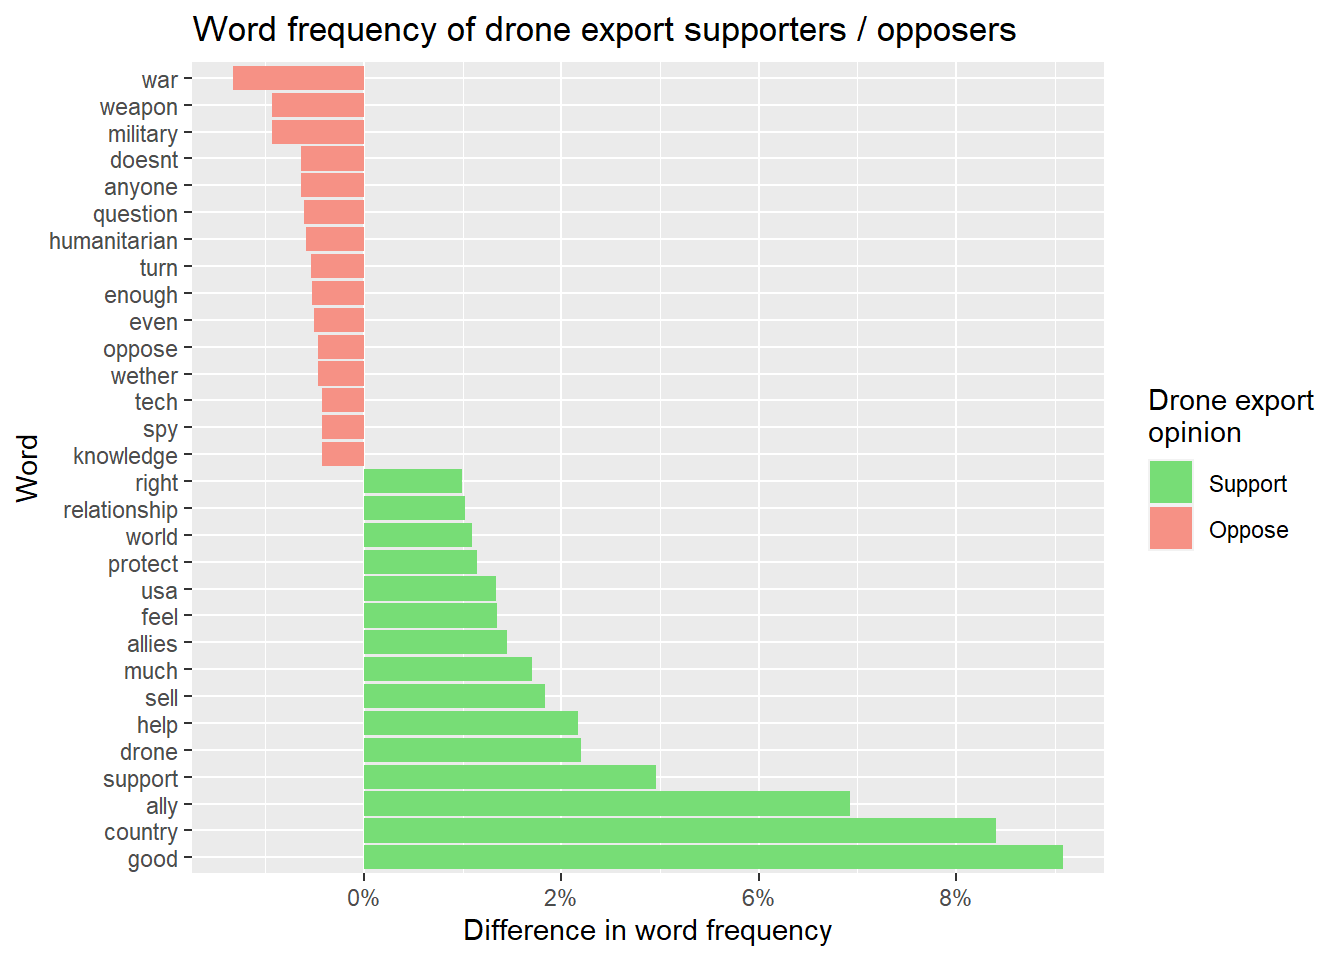 Word frequency of drone export supporters / opposers
war
weapon
military
doesnt
anyone
question
humanitarian
turn
enough
even
oppose
wether
tech
spy
knowledge
right
relationship
world
protect
usa
feel
allies
much
sell
help
drone
support
ally
country
good
Word
0% 2% 6% 8%
Difference in word frequency
Drone export
opinion
Support
Oppose